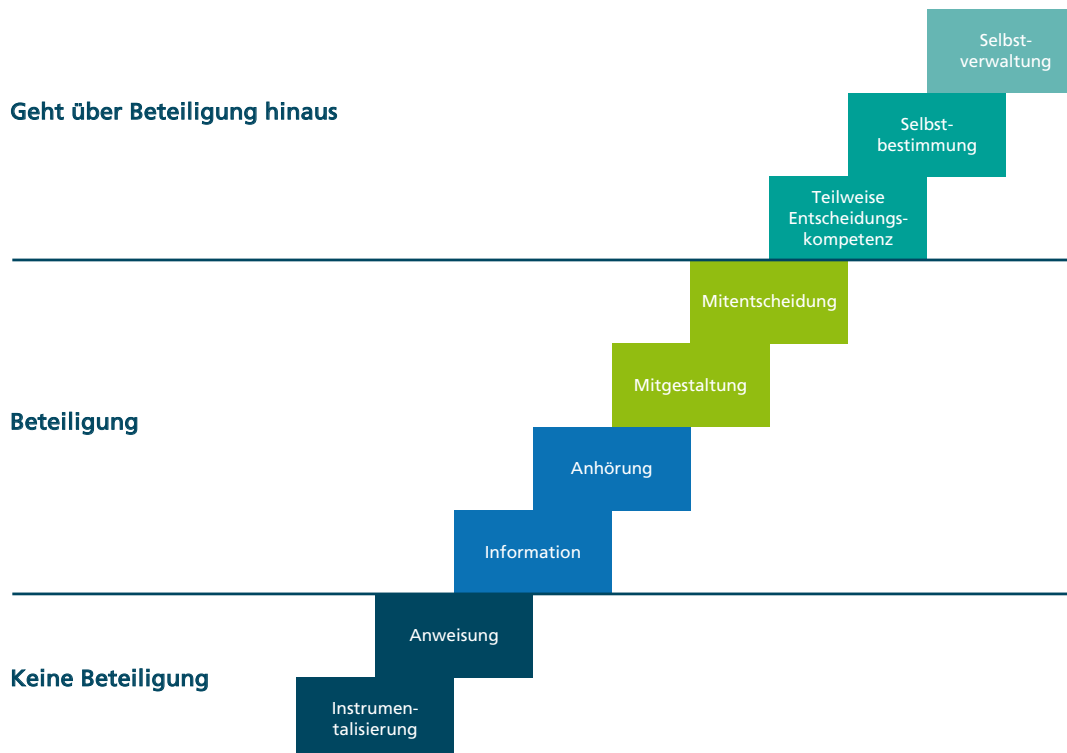 Selbst-
verwaltung
Geht über Beteiligung hinaus
Selbst-
bestimmung
Teilweise
Entscheidungs-
kompetenz
Mitentscheidung
Mitgestaltung
Beteiligung
Anhörung
Information
Anweisung
Keine Beteiligung
Instrumen-
talisierung